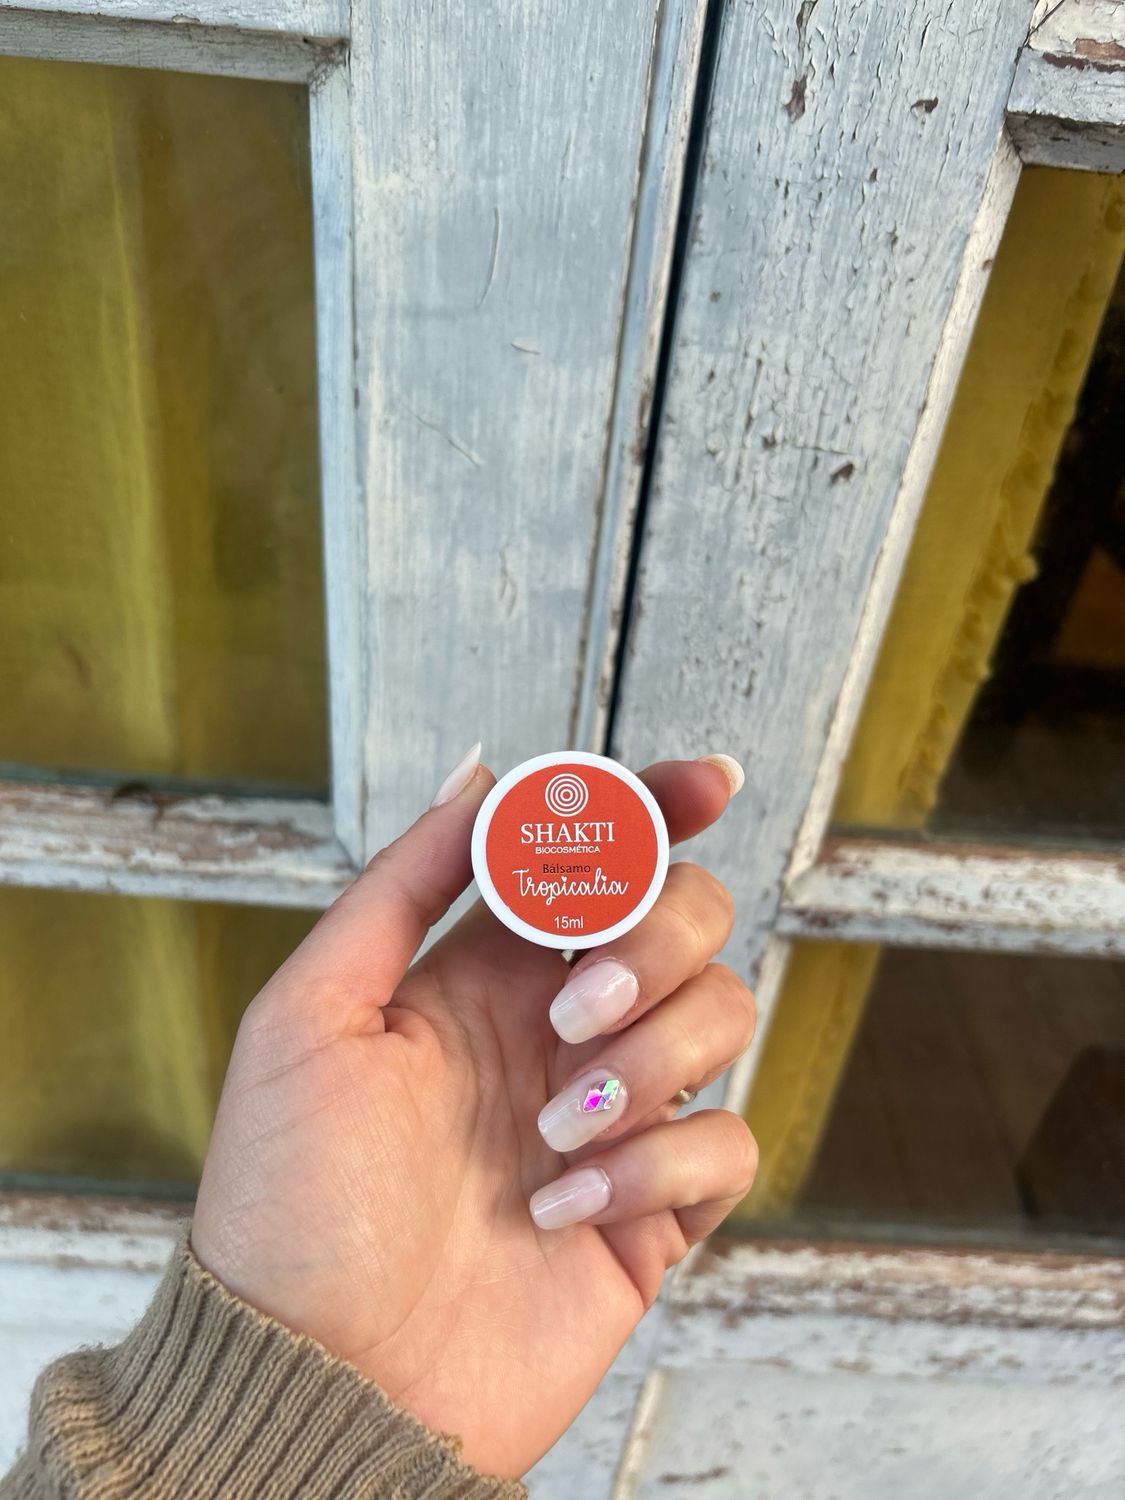 SHAKTI
BIOCOSMÉTICA
Bálsamo
Tropicalia
15ml